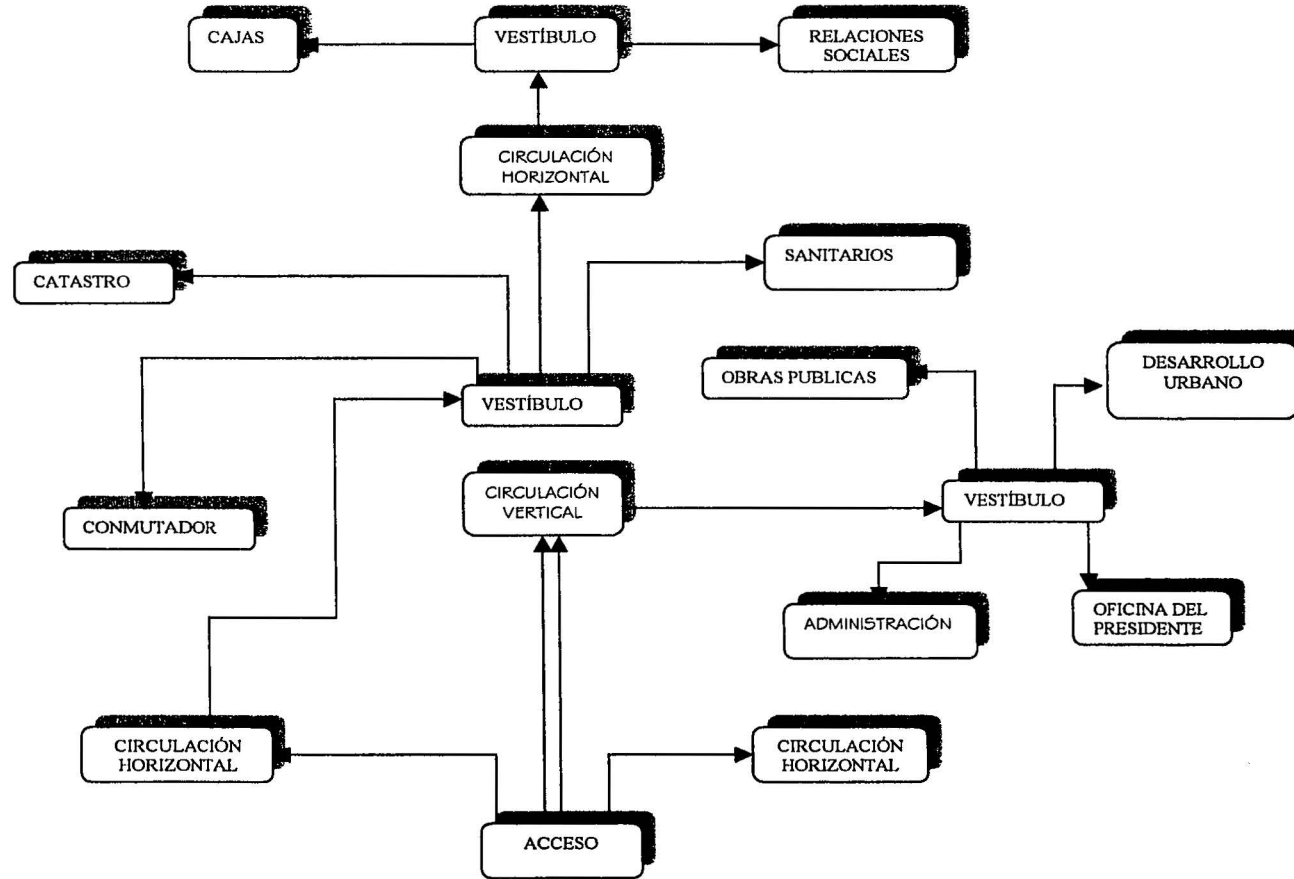 CAJAS
VESTÍBULO
RELACIONES
SOCIALES
CIRCULACIÓN
HORIZONTAL
CATASTRO
SANITARIOS
OBRAS PUBLICAS
DESARROLLO
URBANO
VESTÍBULO
CIRCULACIÓN
VERTICAL
VESTÍBULO
CONMUTADOR
ADMINISTRACIÓN
OFICINA DEL
PRESIDENTE
CIRCULACIÓN
HORIZONTAL
CIRCULACIÓN
HORIZONTAL
ACCESO